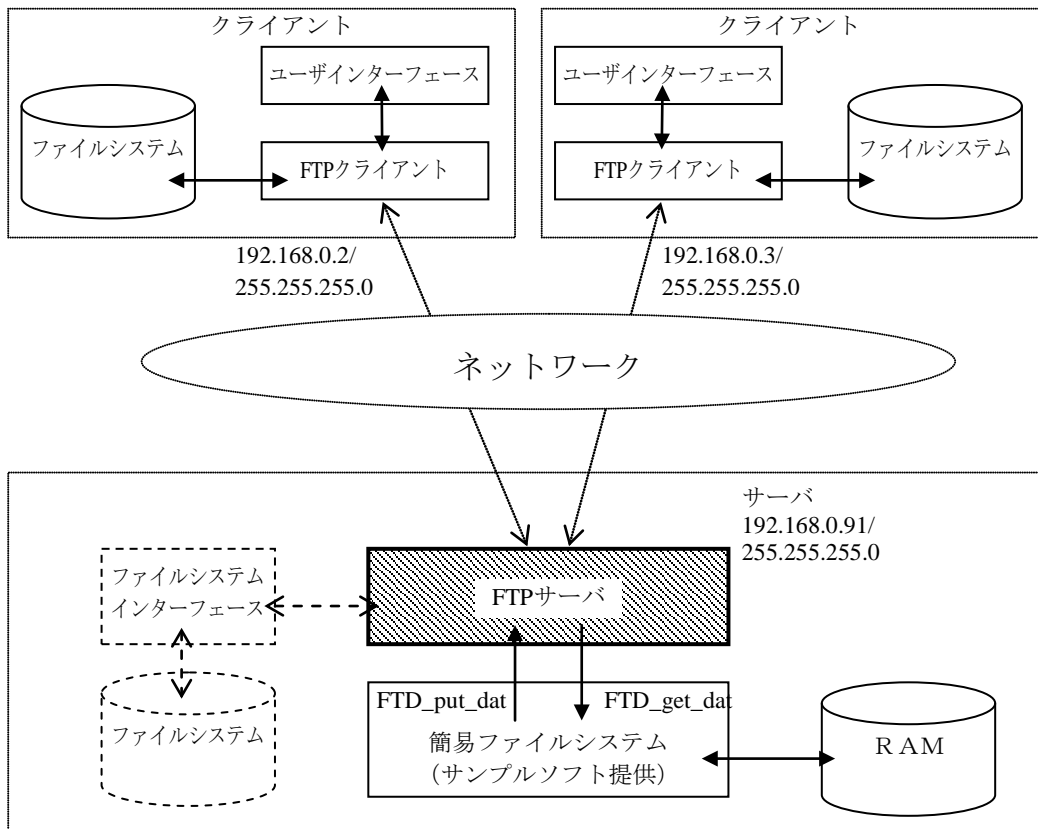 クライアント
ユーザインターフェース
ファイルシステム
FTPクライアント
192.168.0.2/
255.255.255.0
クライアント
ユーザインターフェース
FTPクライアント
ファイルシステム
192.168.0.3/
255.255.255.0
ネットワーク
サーバ
192.168.0.91/
255.255.255.0
ファイルシステム
インターフェース
FTPサーバ
ファイルシステム
FTD_put_dat
FTD_get_dat
簡易ファイルシステム
（サンプルソフト提供）
ＲＡＭ